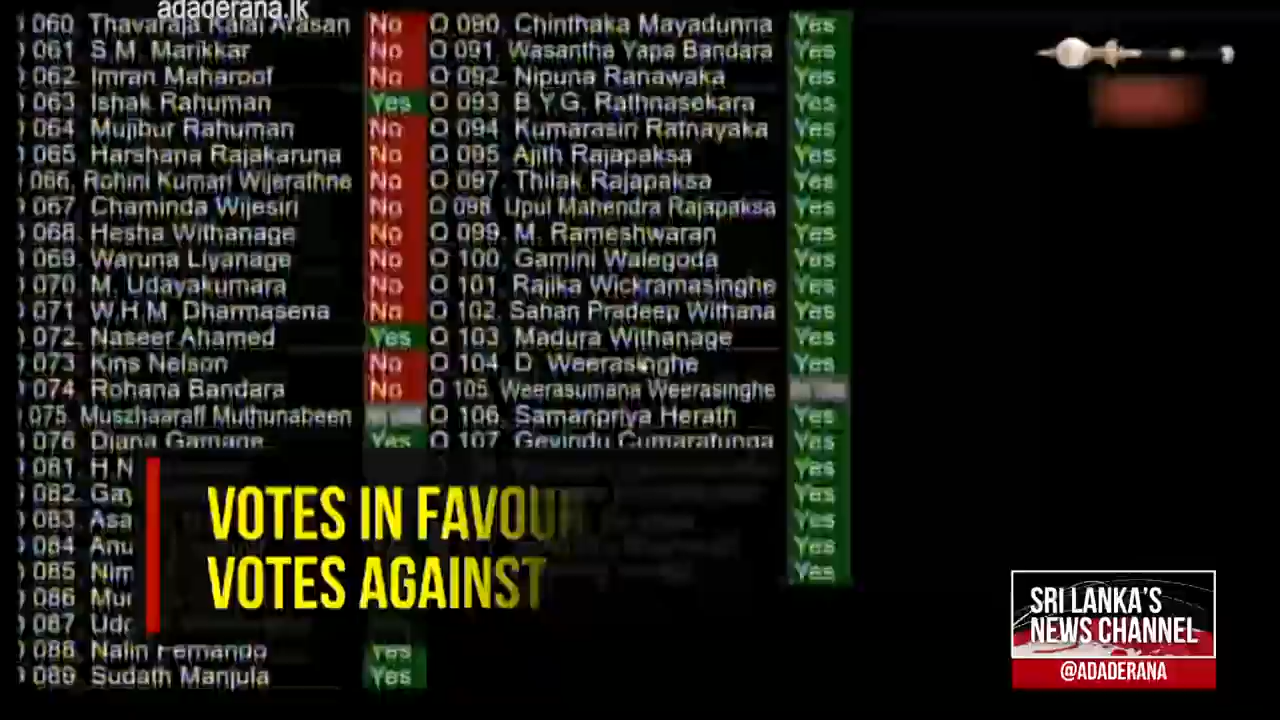 adaderana.lk
060. Thavaraja Kalai Arasan No
061 S.M. Marikkar No
062. Imran Maharoof No
063. Ishak Rahuman Yes
064. Mujibur Rahuman No
065. Harshana Rajakaruna No
066. Rohini Kumari Wijerathne No
067. Chaminda Wijesiri No
068. Hesha Withanage No
069. Waruna Liyanage No
070. M. Udayakumara No
071. W.H.M. Dharmasena No
072. Naseer Ahamed Yes
073. Kins Nelson No
074. Rohana Bandara No
075. Muszhaaraff Muthunabeen
076. Diana Gamage Yes
081. H.N
082. Gay
083. Asa
084. Anu
085. Nim
086
087. Udd
088. Nalin Fernando Yes
089. Sudath Manjula Yes
O 090. Chinthaka Mayadunna Yes
O 091. Wasantha Yapa Bandara Yes
O 092. Nipuna Ranawaka Yes
O 093. B.Y.G. Rathnasekara Yes
O 094. Kumarasiri Ratnayaka Yes
O 095. Ajith Rajapaksa Yes
O 097. Thilak Rajapaksa Yes
O 098. Upul Mahendra Rajapaksa Yes
O 099. M. Rameshwaran Yes
O 100. Gamini Walegoda Yes
O 101. Rajika Wickramasinghe Yes
O 102. Sahan Pradeep Withana Yes
O 103. Madura Withanage Yes
O 104. D. Weerasinghe Yes
O 105. Weerasumana Weerasinghe
O 106. Samanpriya Herath Yes
O 107. Gevindu Cumaratunga Yes
Yes
Yes
Yes
Yes
Yes
VOTES IN FAVOUR
VOTES AGAINST
SRI LANKA'S
NEWS CHANNEL
@ADADERANA